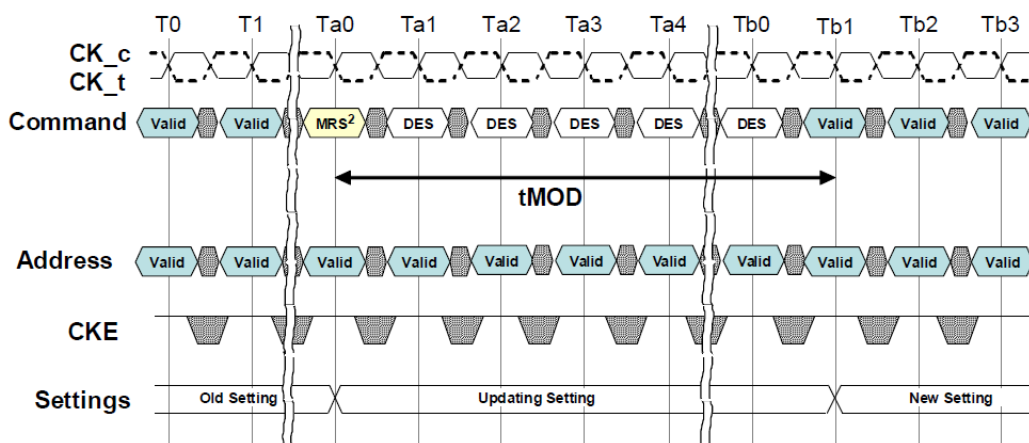 T0 T1 Ta0 Ta1 Ta2 Ta3 Ta4 Tb0 Tb1 Tb2 Tb3
CK_c
CK_t
Command Valid Valid MRS² DES DES DES DES DES Valid Valid Valid
tMOD
Address Valid Valid Valid Valid Valid Valid Valid Valid Valid Valid Valid
CKE
Settings Old Setting Updating Setting New Setting